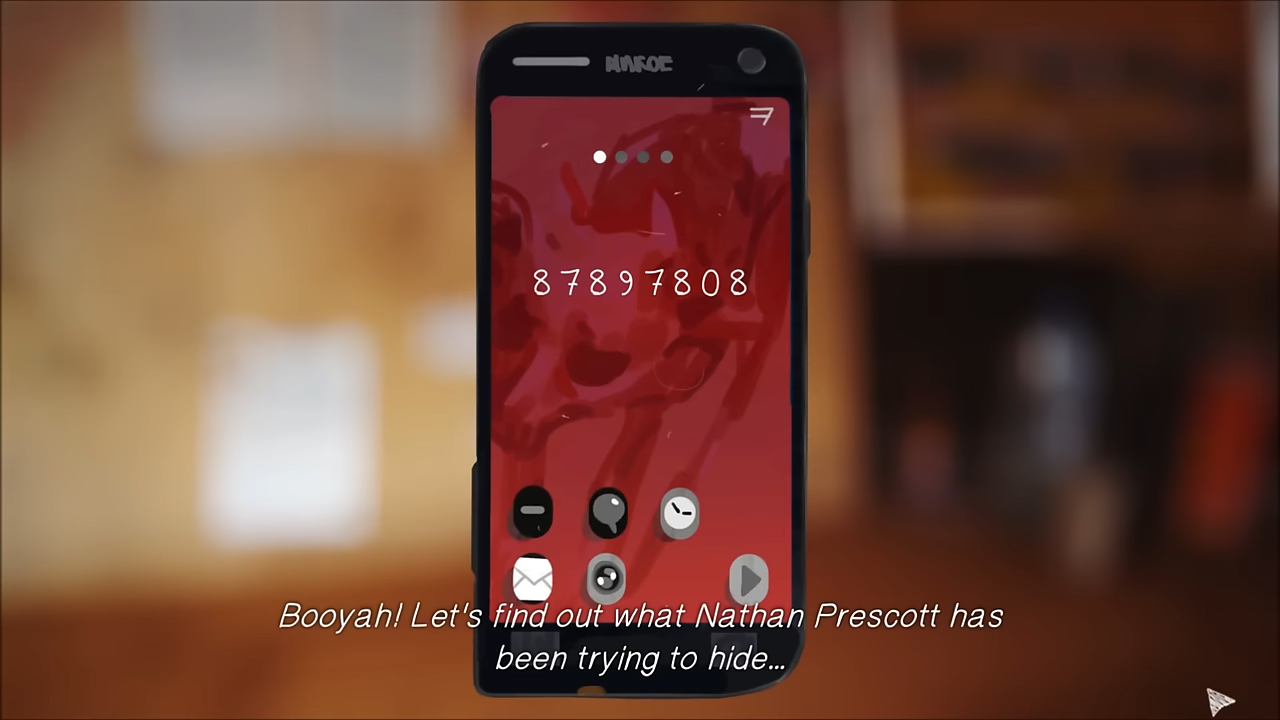 87897808
Booyah! Let's find out what Nathan Prescott has
been trying to hide...